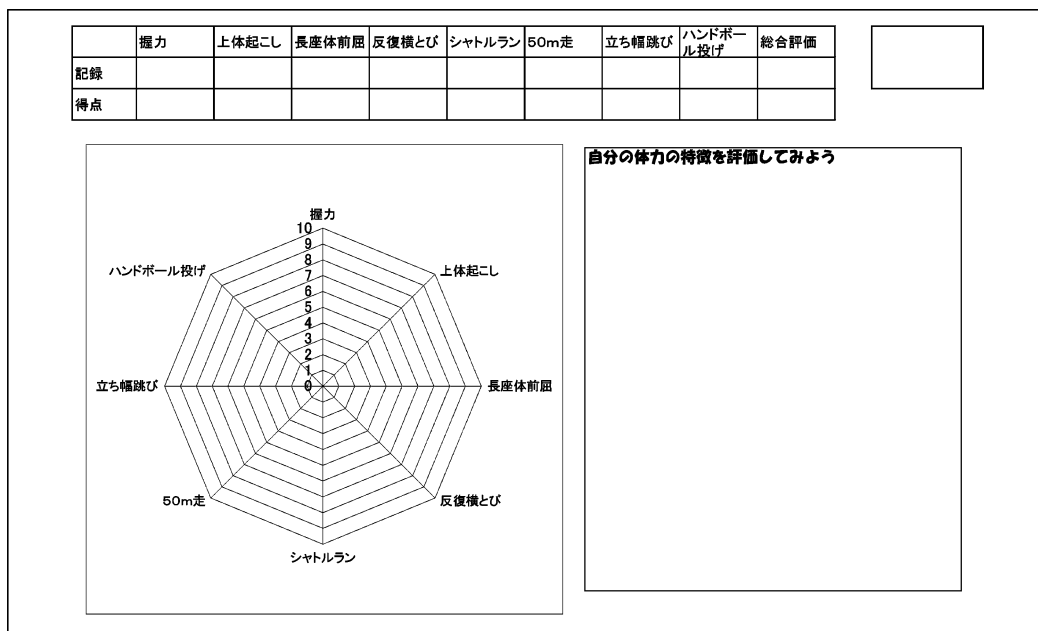 握力 上体起こし 長座体前屈 反復横とび シャトルラン 50m走 立ち幅跳び ハンドボー 総合評価
ル投げ
記録
得点
自分の体力の特徴を評価してみよう
握力
10
9
8
7
6
5
4
3
2
1
0
上体起こし
長座体前屈
反復横とび
シャトルラン
50m走
立ち幅跳び
ハンドボール投げ